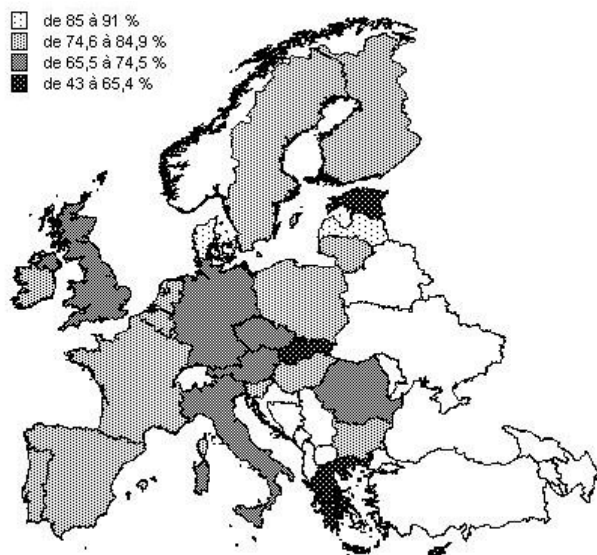 de 85 à 91 %
de 74,6 à 84,9 %
de 65,5 à 74,5 %
de 43 à 65,4 %